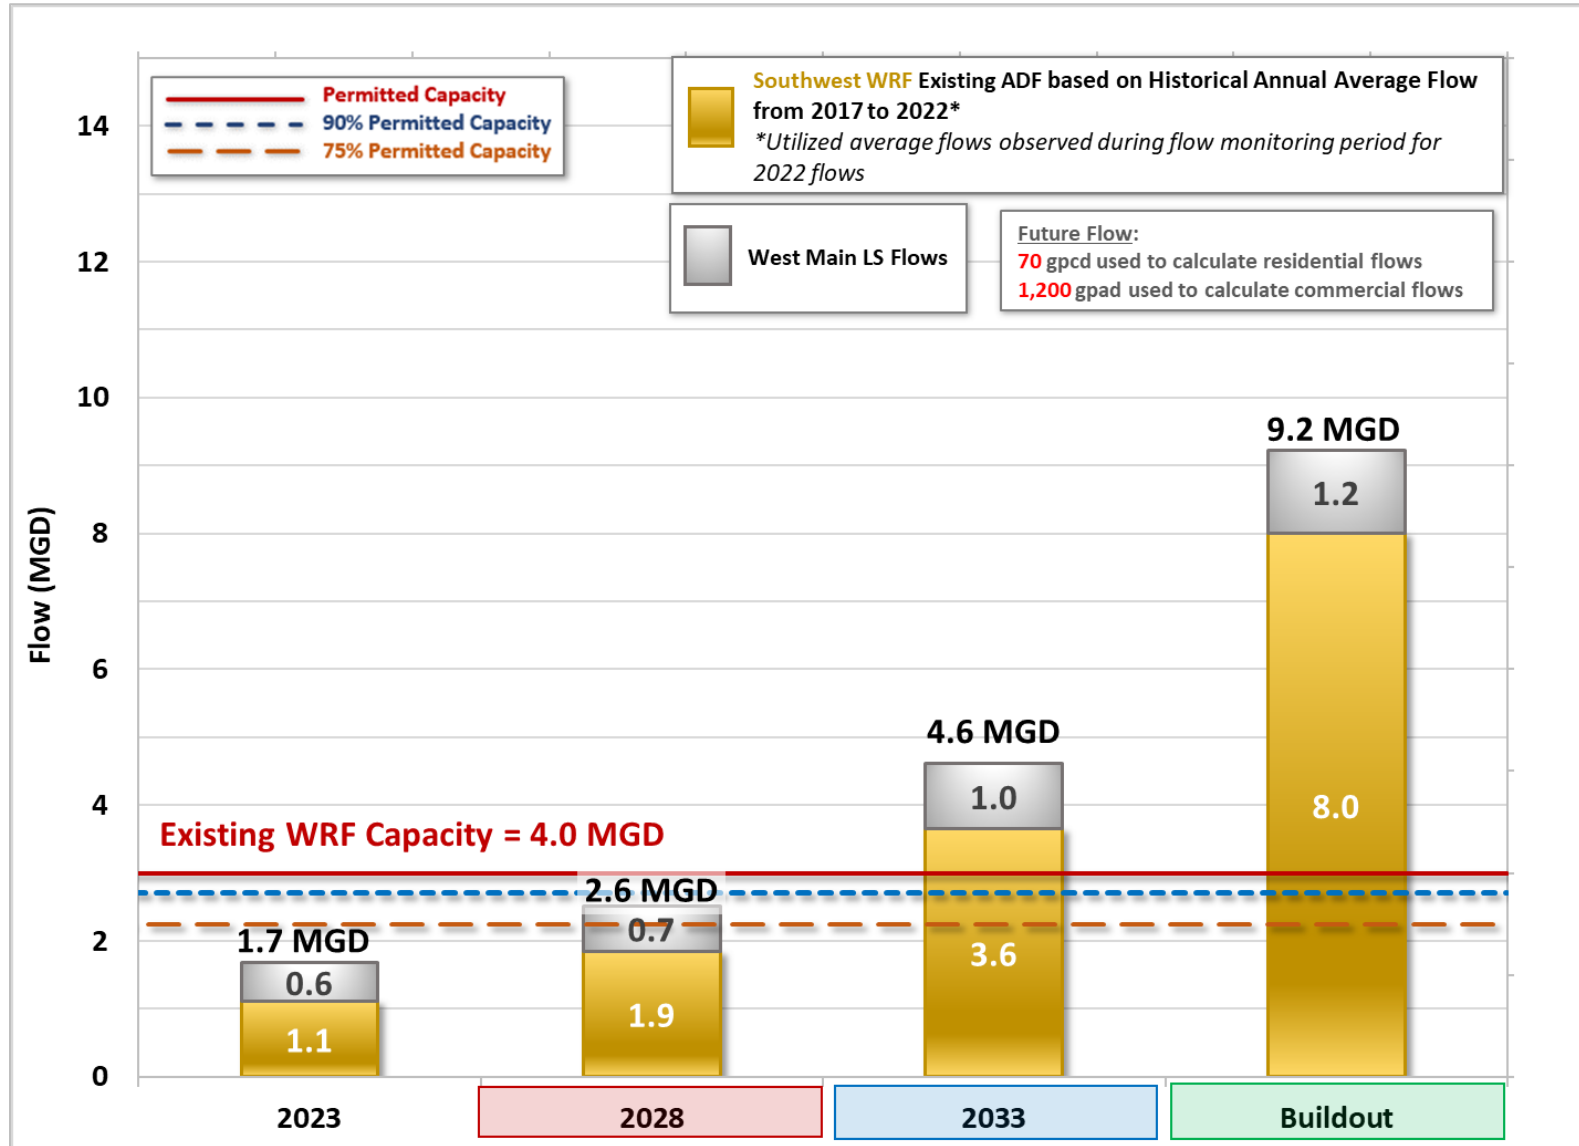 Permitted Capacity
90% Permitted Capacity
75% Permitted Capacity
Southwest WRF Existing ADF based on Historical Annual Average Flow
from 2017 to 2022*
*Utilized average flows observed during flow monitoring period for
2022 flows
West Main LS Flows
Future Flow:
70 gpcd used to calculate residential flows
1,200 gpad used to calculate commercial flows
Flow (MGD)
14
12
10
8
6
4
2
0
Existing WRF Capacity = 4.0 MGD
1.7 MGD
0.6
1.1
2.6 MGD
0.7
1.9
4.6 MGD
1.0
3.6
9.2 MGD
1.2
8.0
2023
2028
2033
Buildout